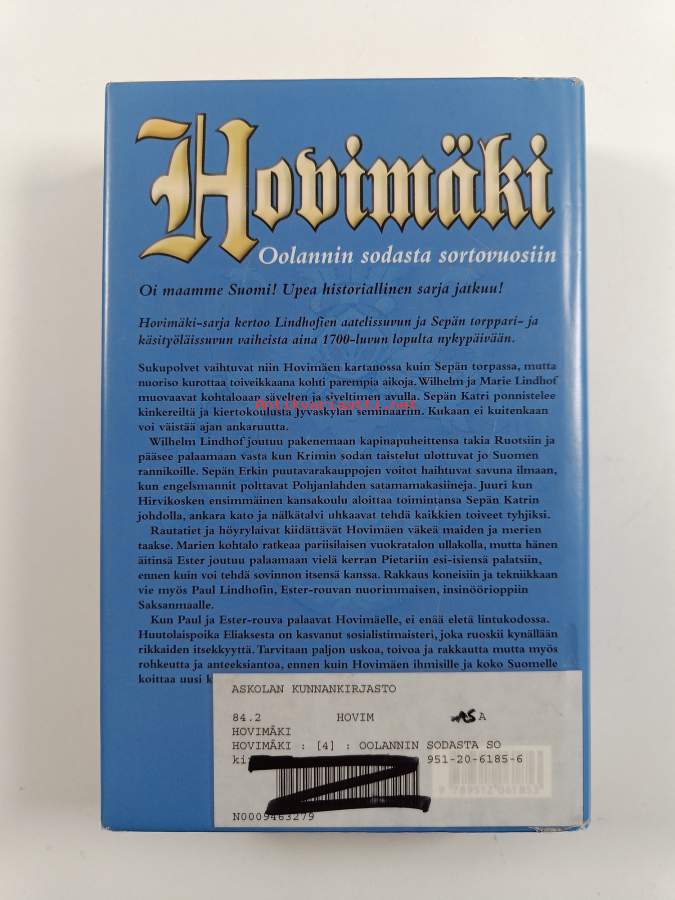 Hovimäki
Oolannin sodasta sortovuosiin
Oi maamme Suomi! Upea historiallinen sarja jatkuu!
Hovimäki-sarja kertoo Lindhofien aatelissuvun ja Sepän torppari- ja
käsityöläissuvun vaiheista aina 1700-luvun lopulta nykypäivään.
Sukupolvet vaihtuvat niin Hovimäen kartanossa kuin Sepän torpassa, mutta
nuoriso kurottaa toiveikkaana kohti parempia aikoja. Wilhelm ja Marie Lindhof
muovaavat kohtaloaan sävelten ja siveltimen avulla. Sepän Katri ponnistelee
kinkereiltä ja kiertokoulusta Jyväskylän seminaariin. Kukaan ei kuitenkaan
voi väistää ajan ankaruutta.
Wilhelm Lindhof joutuu pakenemaan kapinapuheittensa takia Ruotsiin ja
pääsee palaamaan vasta kun Krimin sodan taistelut ulottuvat jo Suomen
rannikoille. Sepän Erkin puutavarakauppojen voitot haihtuvat savuna ilmaan,
kun engelsmannit polttavat Pohjanlahden satamamakasiineja. Juuri kun
Hirvikosken ensimmäinen kansakoulu aloittaa toimintansa Sepän Katrin
johdolla, ankara kato ja nälkätalvi uhkaavat tehdä kaikkien toiveet tyhjiksi.
Rautatiet ja höyrylaivat kiidättävät Hovimäen väkeä maiden ja merien
taakse. Marien kohtalo ratkeaa pariisilaisen vuokratalon ullakolla, mutta hänen
äitinsä Ester joutuu palaamaan vielä kerran Pietariin esi-isiensä palatsiin,
ennen kuin voi tehdä sovinnon itsensä kanssa. Rakkaus koneisiin ja tekniikkaan
vie myös Paul Lindhofin, Ester-rouvan nuorimmaisen, insinöörioppiin
Saksanmaalle.
Kun Paul ja Ester-rouva palaavat Hovimäelle, ei enää eletä lintukodossa.
Huutolaispoika Eliaksesta on kasvanut sosialistimaisteri, joka ruoskii kynällään
rikkaiden itsekkyyttä. Tarvitaan paljon uskoa, toivoa ja rakkautta mutta myös
rohkeutta ja anteeksiantoa, ennen kuin Hovimäen ihmisille ja koko Suomelle
koittaa uusi
antikvariaatti.net
ASKOLAN KUNNANKIRJASTO
84.2 HOVIM A
HOVIMÄKI
HOVIMÄKI : [4] : OOLANNIN SODASTA SO
951-20-6185-6
9 789512 061853
N0009463279